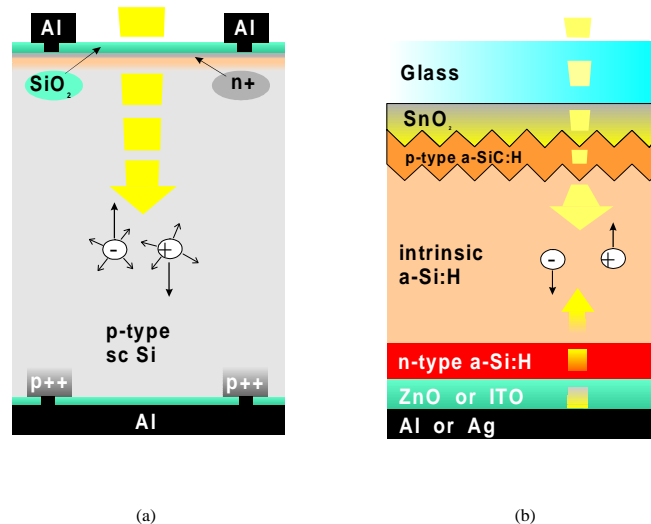 Al
Al
SiO₂
n+
-
+
p-type
sc Si
p++
p++
Al
(a)
Glass
SnO₂
p-type a-SiC:H
intrinsic
a-Si:H
-
+
n-type a-Si:H
ZnO or ITO
Al or Ag
(b)